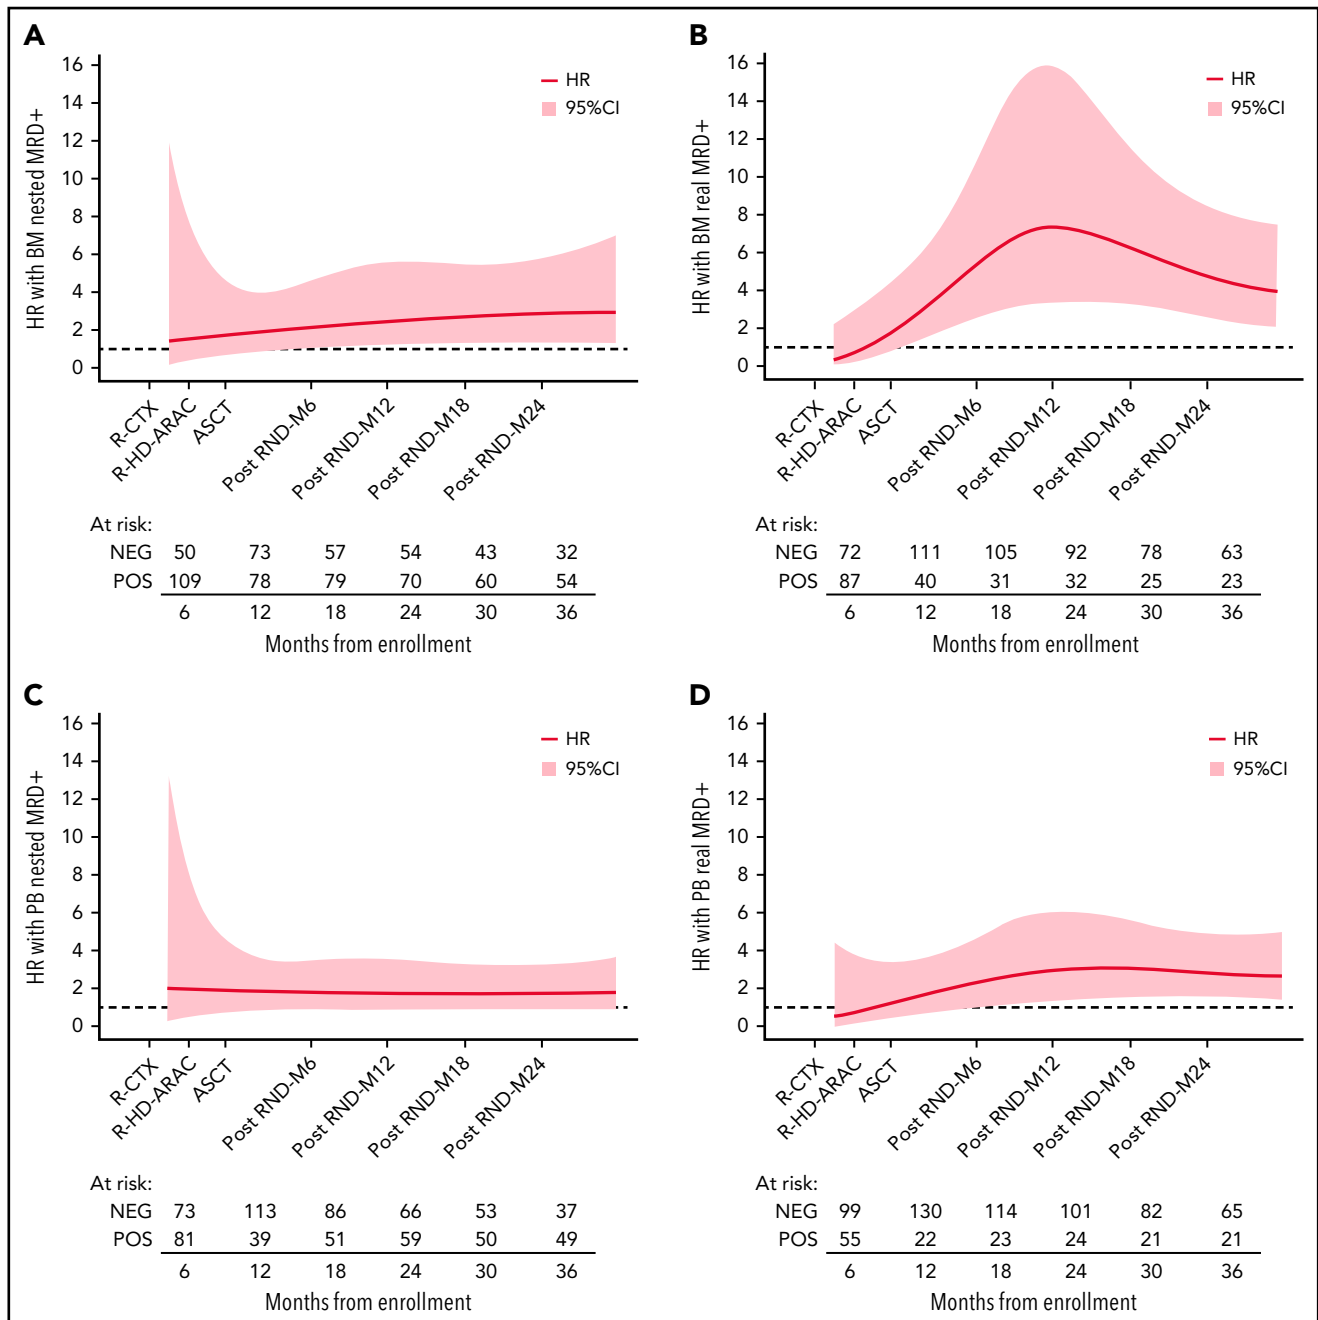 A
HR with BM nested MRD+
16
14
12
10
8
6
4
2
0
HR
95%CI
R-CTX
R-HD-ARAC
ASCT
Post RND-M6
Post RND-M12
Post RND-M18
Post RND-M24
At risk:
NEG 50 73 57 54 43 32
POS 109 78 79 70 60 54
6 12 18 24 30 36
Months from enrollment
B
HR with BM real MRD+
16
14
12
10
8
6
4
2
0
HR
95%CI
R-CTX
R-HD-ARAC
ASCT
Post RND-M6
Post RND-M12
Post RND-M18
Post RND-M24
At risk:
NEG 72 111 105 92 78 63
POS 87 40 31 32 25 23
6 12 18 24 30 36
Months from enrollment
C
HR with PB nested MRD+
16
14
12
10
8
6
4
2
0
HR
95%CI
R-CTX
R-HD-ARAC
ASCT
Post RND-M6
Post RND-M12
Post RND-M18
Post RND-M24
At risk:
NEG 73 113 86 66 53 37
POS 81 39 51 59 50 49
6 12 18 24 30 36
Months from enrollment
D
HR with PB real MRD+
16
14
12
10
8
6
4
2
0
HR
95%CI
R-CTX
R-HD-ARAC
ASCT
Post RND-M6
Post RND-M12
Post RND-M18
Post RND-M24
At risk:
NEG 99 130 114 101 82 65
POS 55 22 23 24 21 21
6 12 18 24 30 36
Months from enrollment